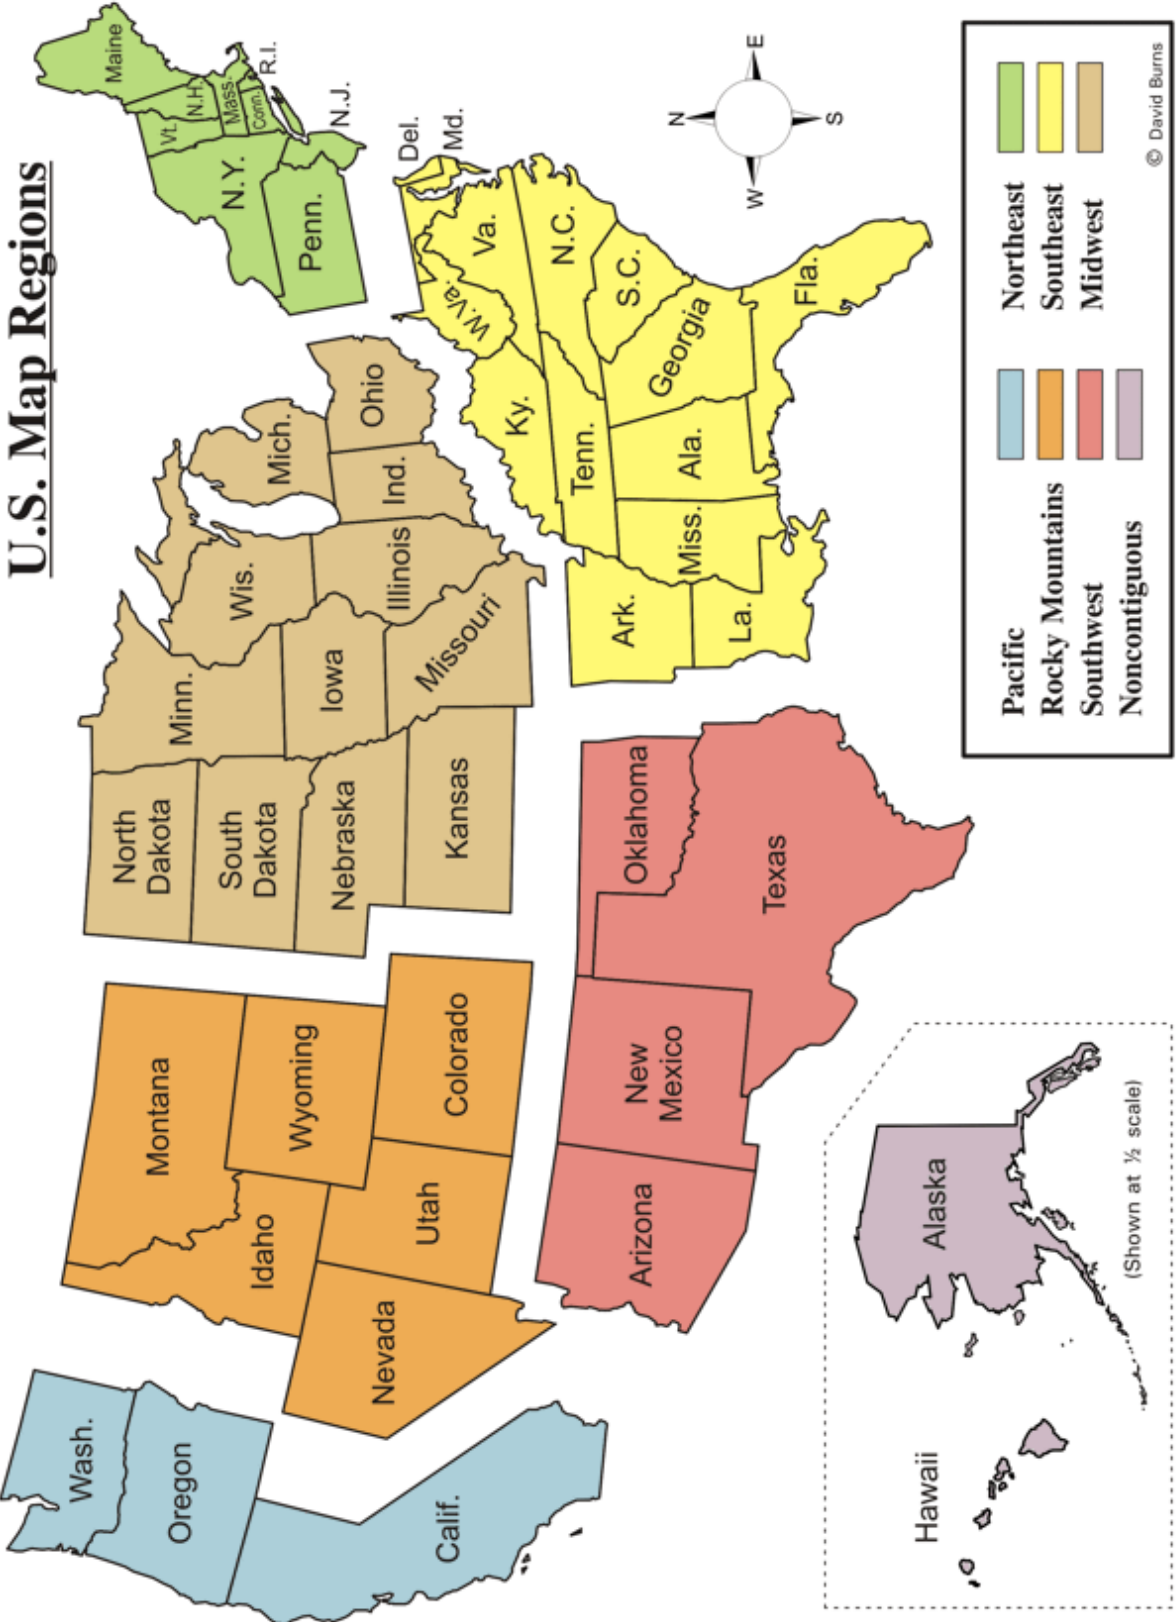 U.S. Map Regions
Wash.
Oregon
Calif.
Montana
Idaho
Wyoming
Nevada
Utah
Colorado
North
Dakota
South
Dakota
Nebraska
Kansas
Minn.
Iowa
Missouri
Wis.
Illinois
Mich.
Ind.
Ohio
Maine
Vt.
N.H.
Mass.
Conn.
R.I.
N.Y.
Penn.
N.J.
Del.
Md.
W.Va.
Va.
Ky.
N.C.
Tenn.
S.C.
Ark.
Miss.
Ala.
Georgia
La.
Fla.
Arizona
New
Mexico
Oklahoma
Texas
N
W
E
S
Hawaii
Alaska
(Shown at ½ scale)
Pacific
Rocky Mountains
Southwest
Noncontiguous
Northeast
Southeast
Midwest
© David Burns